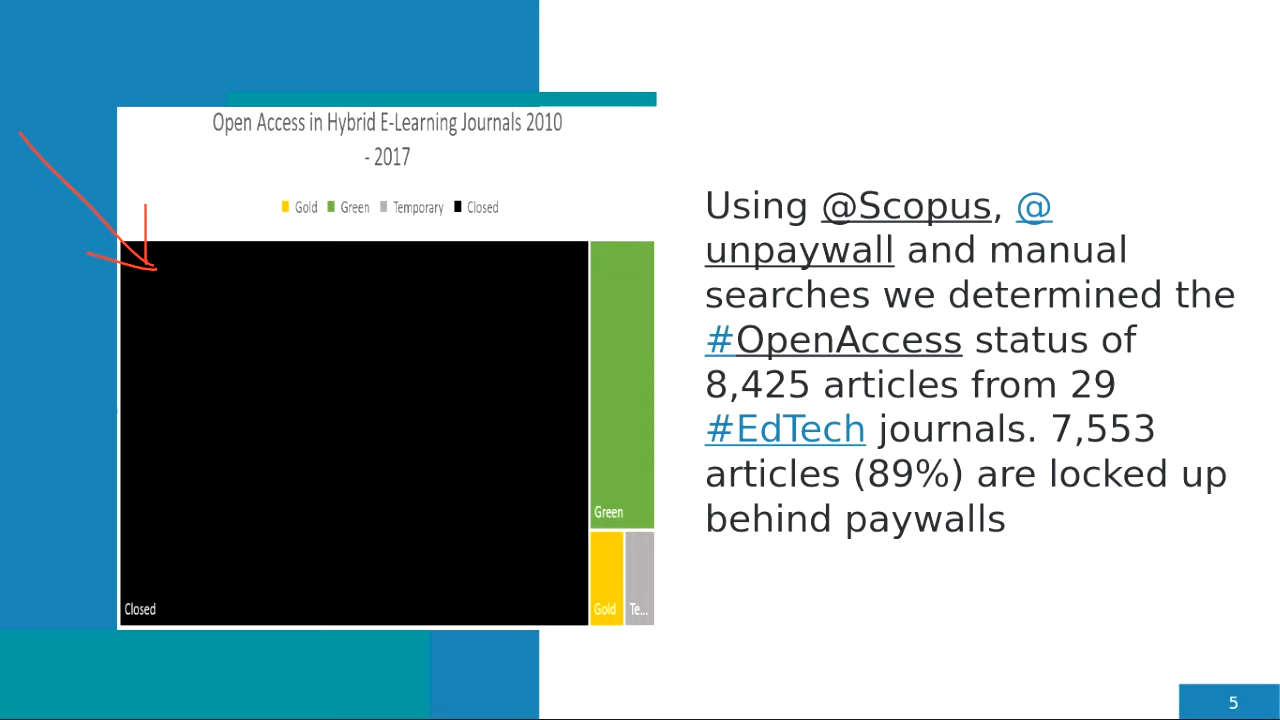 Open Access in Hybrid E-Learning Journals 2010
- 2017
Gold Green Temporary Closed
Green
Gold Te...
Closed
Using @Scopus, @
unpaywall and manual
searches we determined the
#OpenAccess status of
8,425 articles from 29
#EdTech journals. 7,553
articles (89%) are locked up
behind paywalls
5